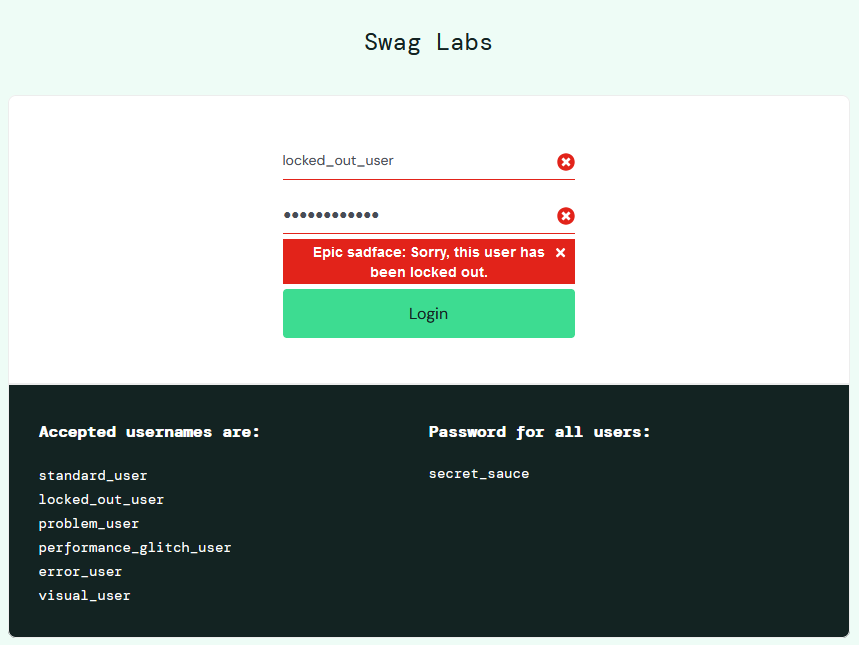 Swag Labs
locked_out_user
••••••••••••
Epic sadface: Sorry, this user has
been locked out.
Login
Accepted usernames are:
standard_user
locked_out_user
problem_user
performance_glitch_user
error_user
visual_user
Password for all users:
secret_sauce